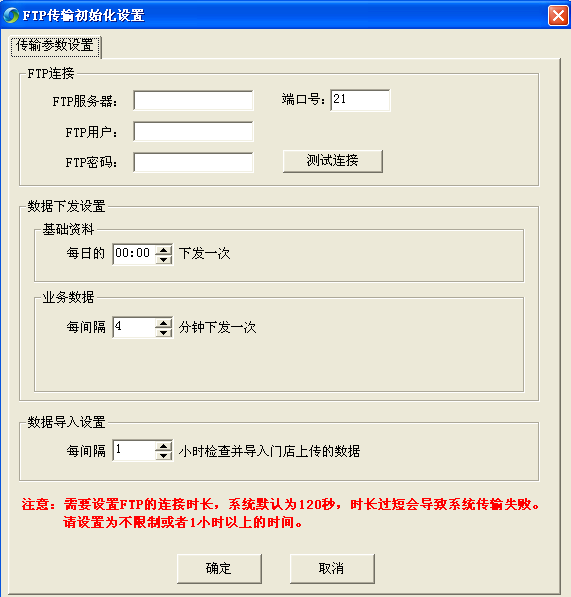 FTP传输初始化设置
传输参数设置
FTP连接
FTP服务器： 端口号：21
FTP用户：
FTP密码： 测试连接
数据下发设置
基础资料
每日的 00:00 下发一次
业务数据
每间隔 4 分钟下发一次
数据导入设置
每间隔 1 小时检查并导入门店上传的数据
注意：需要设置FTP的连接时长，系统默认为120秒，时长过短会导致系统传输失败。
请设置为不限制或者1小时以上的时间。
确定 取消